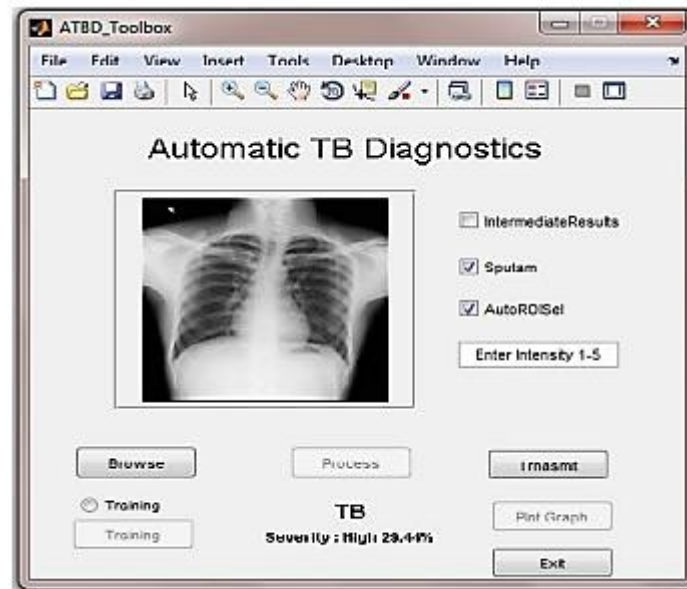 ATBD_Toolbox
File Edit View Insert Tools Desktop Window Help
Automatic TB Diagnostics
IntermediateResults
Sputam
AutoROISel
Enter Intensity 1-5
Browse
Process
Trnasmt
Training
TB
Plot Graph
Training
Severity : High 29.44%
Exit